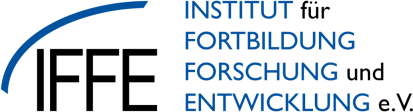 IFFE
INSTITUT für
FORTBILDUNG
FORSCHUNG und
ENTWICKLUNG e.V.